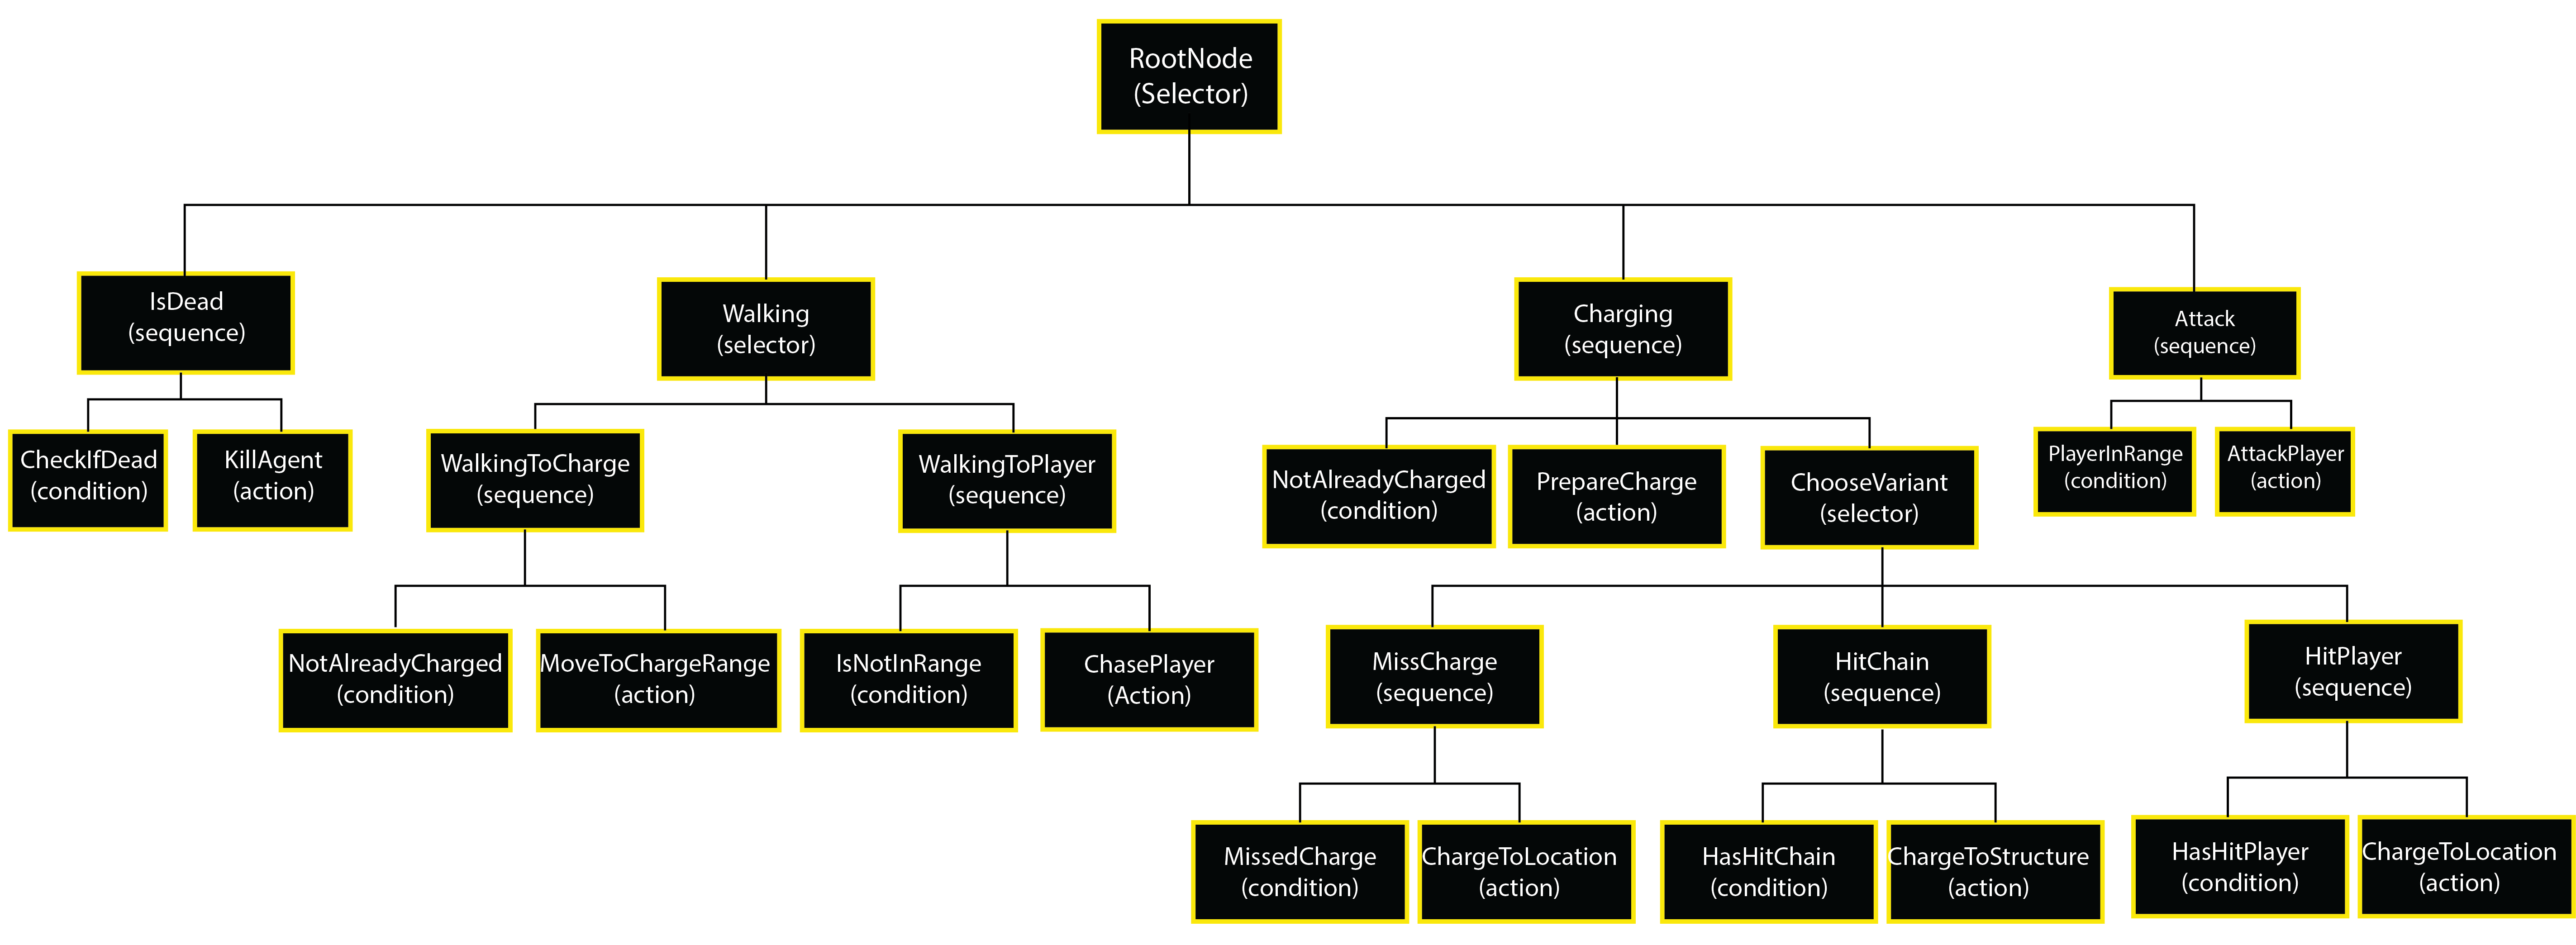 RootNode
(Selector)
IsDead
(sequence)
Walking
(selector)
Charging
(sequence)
Attack
(sequence)
CheckIfDead
(condition)
KillAgent
(action)
WalkingToCharge
(sequence)
WalkingToPlayer
(sequence)
NotAlreadyCharged
(condition)
PrepareCharge
(action)
ChooseVariant
(selector)
PlayerInRange
(condition)
AttackPlayer
(action)
NotAlreadyCharged
(condition)
MoveToChargeRange
(action)
IsNotInRange
(condition)
ChasePlayer
(Action)
MissCharge
(sequence)
HitChain
(sequence)
HitPlayer
(sequence)
MissedCharge
(condition)
ChargeToLocation
(action)
HasHitChain
(condition)
ChargeToStructure
(action)
HasHitPlayer
(condition)
ChargeToLocation
(action)